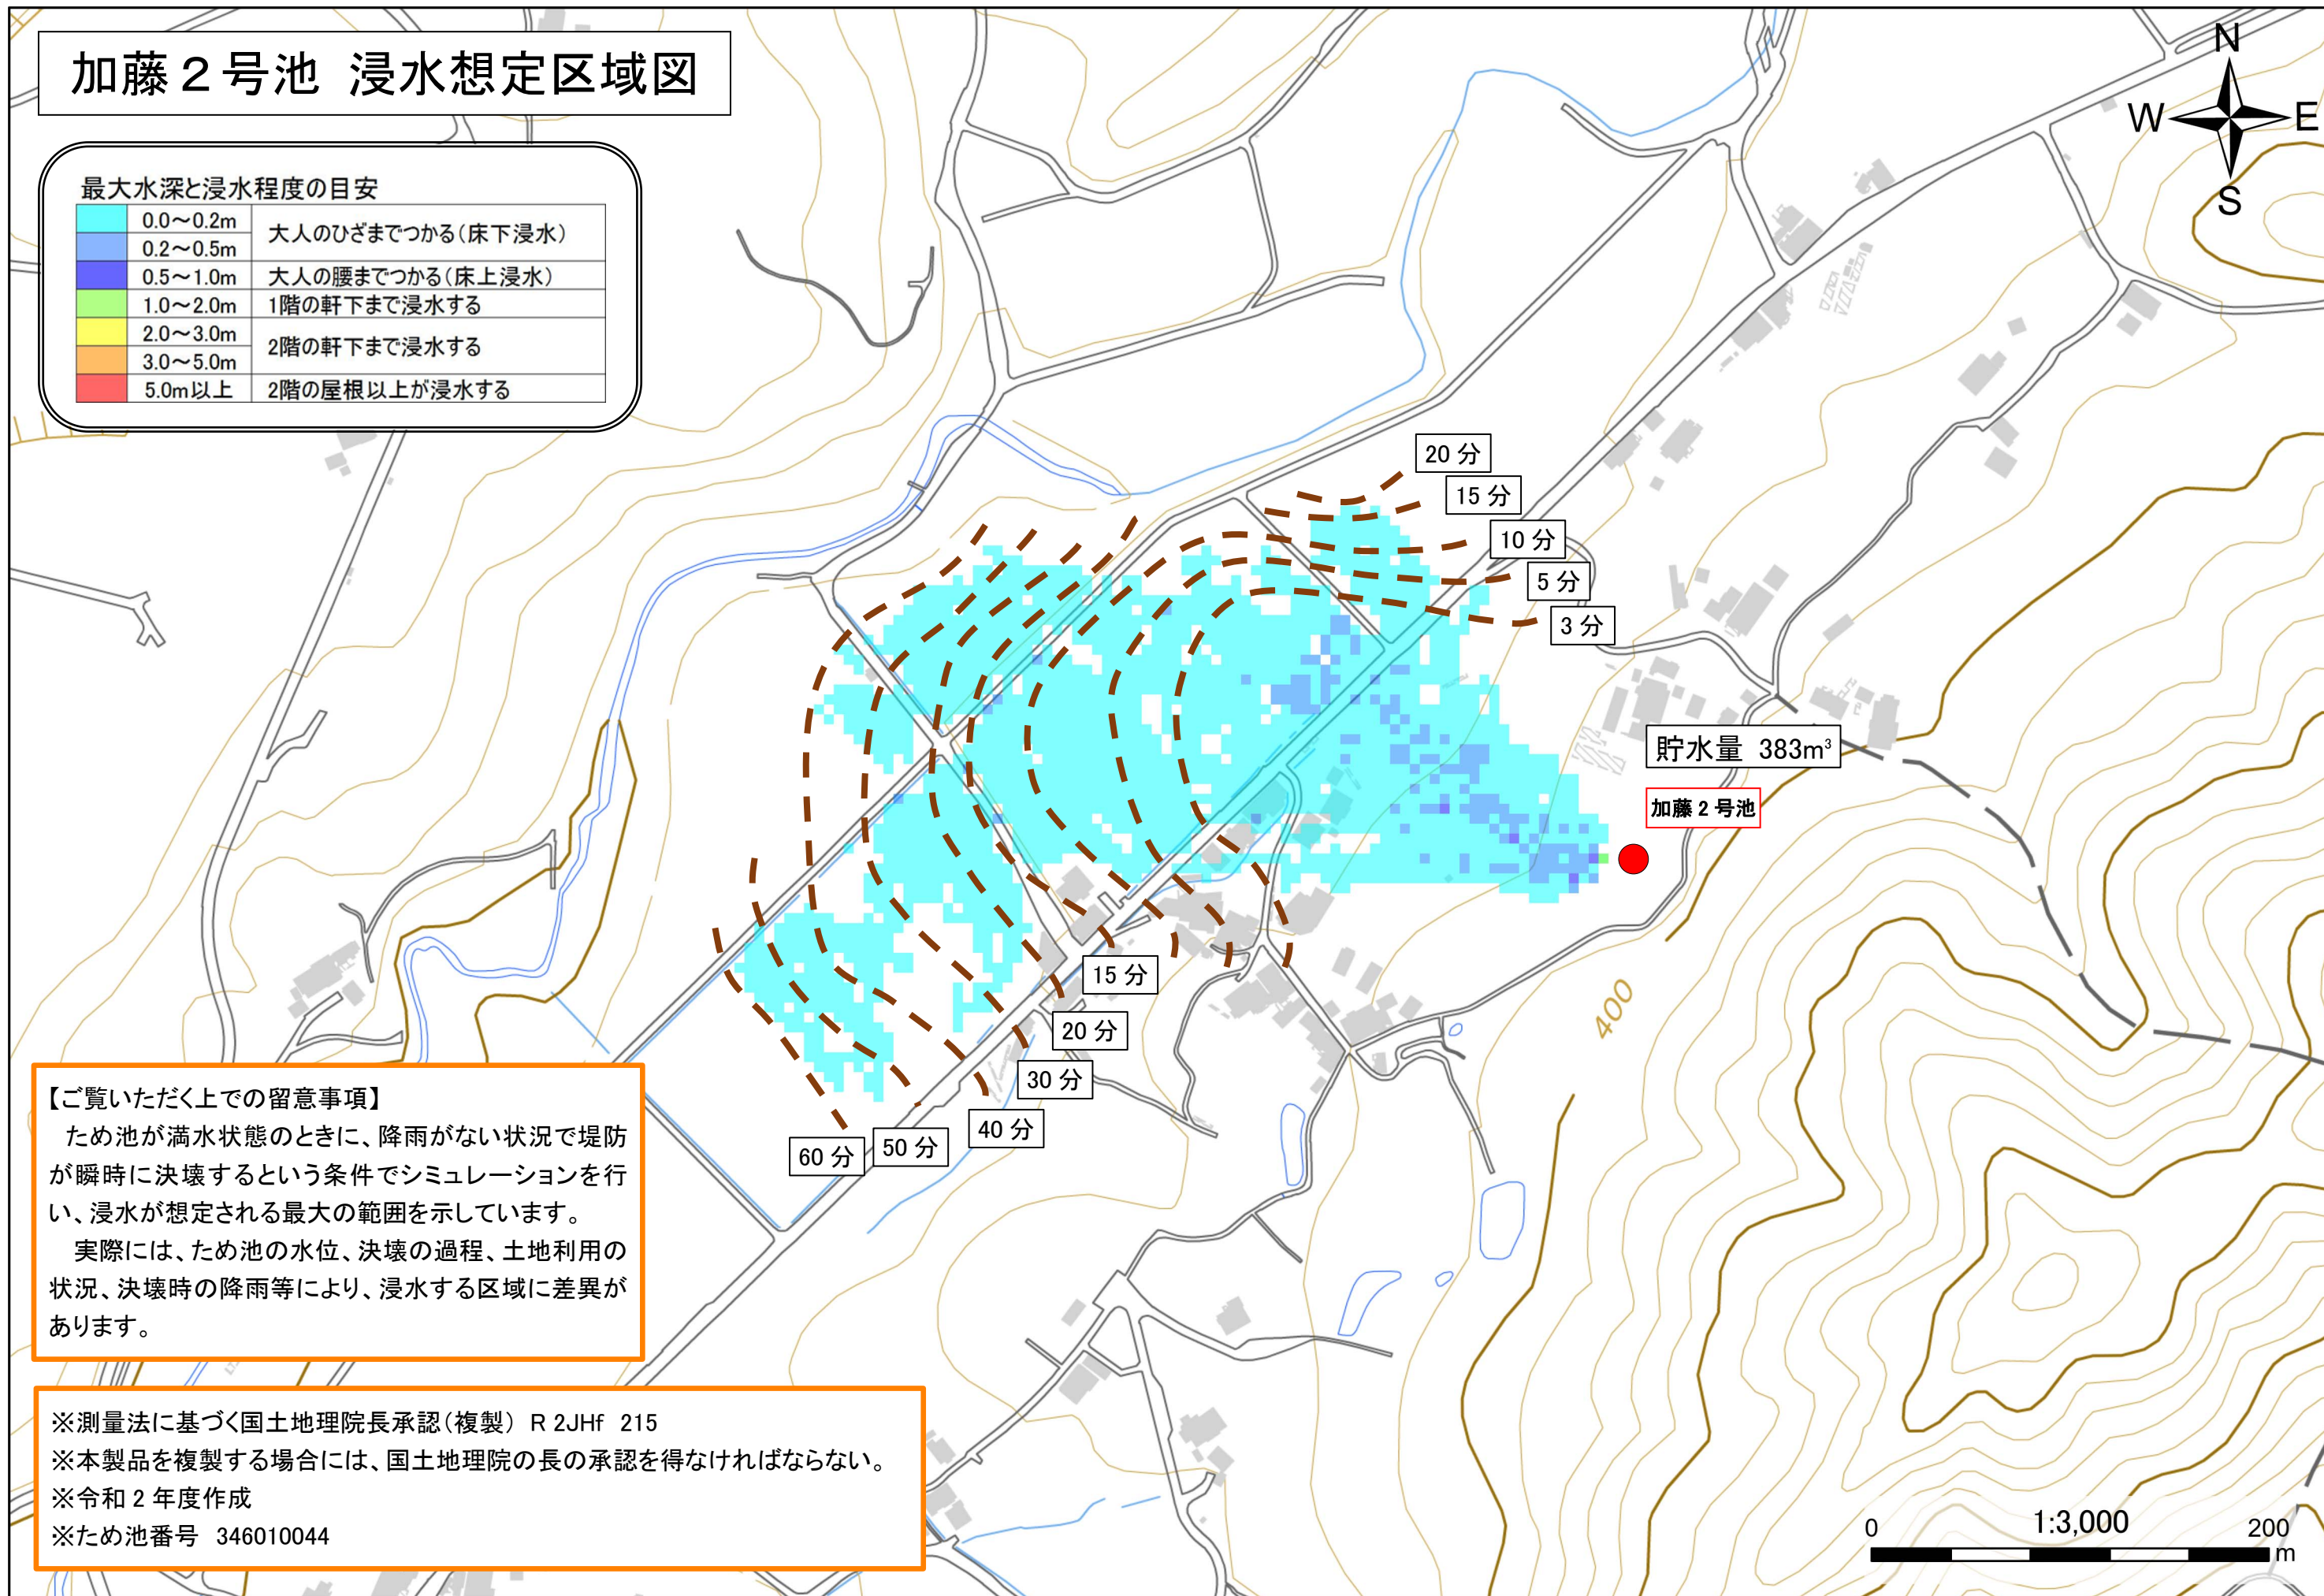 加藤２号池 浸水想定区域図
N
W
E
S
最大水深と浸水程度の目安
0.0～0.2m
大人のひざまでつかる（床下浸水）
0.2～0.5m
0.5～1.0m
大人の腰までつかる（床上浸水）
1.0～2.0m
1階の軒下まで浸水する
2.0～3.0m
2階の軒下まで浸水する
3.0～5.0m
5.0m以上
2階の屋根以上が浸水する
20 分
15 分
10 分
5 分
3 分
貯水量 383m³
加藤２号池
15 分
20 分
30 分
40 分
50 分
60 分
400
【ご覧いただく上での留意事項】
ため池が満水状態のときに、降雨がない状況で堤防
が瞬時に決壊するという条件でシミュレーションを行
い、浸水が想定される最大の範囲を示しています。
実際には、ため池の水位、決壊の過程、土地利用の
状況、決壊時の降雨等により、浸水する区域に差異が
あります。
※測量法に基づく国土地理院長承認（複製） R 2JHf 215
※本製品を複製する場合には、国土地理院の長の承認を得なければならない。
※令和２年度作成
※ため池番号 346010044
0
1:3,000
200
m